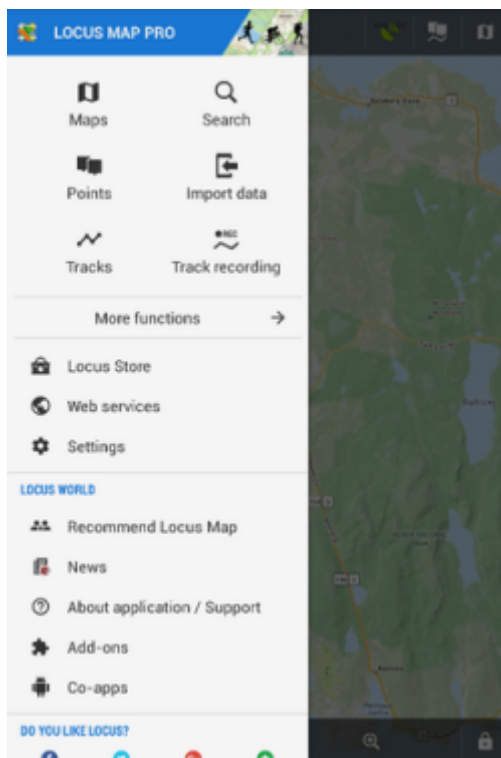 LOCUS MAP PRO
Maps
Search
Points
Import data
REC
Tracks
Track recording
More functions
Locus Store
Web services
Settings
LOCUS WORLD
Recommend Locus Map
News
About application / Support
Add-ons
Co-apps
DO YOU LIKE LOCUS?